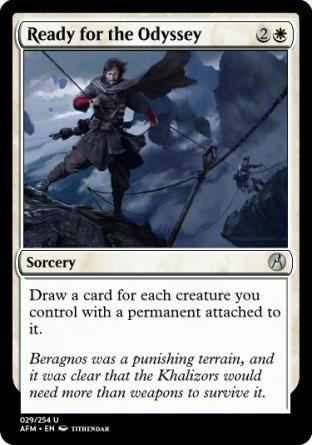 Ready for the Odyssey 2
Sorcery
Draw a card for each creature you
control with a permanent attached to
it.
Beragnos was a punishing terrain, and
it was clear that the Khalizors would
need more than weapons to survive it.
029/254 U
AFM • EN TITHENDAR